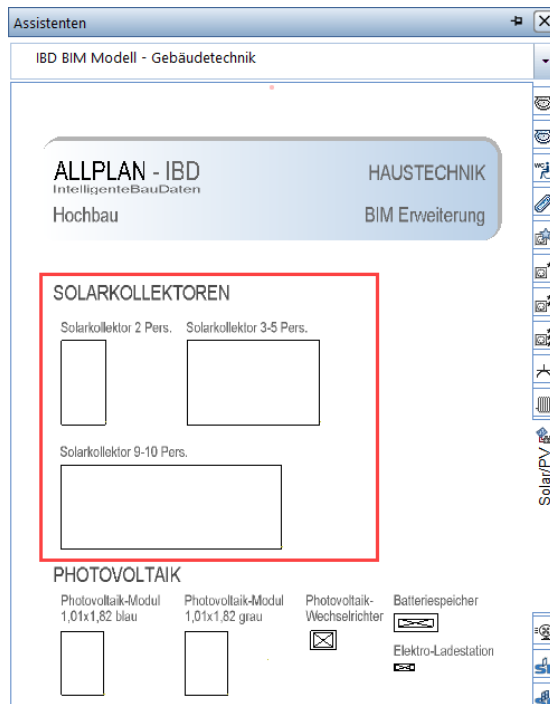 Assistenten
IBD BIM Modell - Gebäudetechnik
ALLPLAN - IBD
IntelligenteBauDaten
HAUSTECHNIK
Hochbau
BIM Erweiterung
SOLARKOLLEKTOREN
Solarkollektor 2 Pers. Solarkollektor 3-5 Pers.
Solarkollektor 9-10 Pers.
PHOTOVOLTAIK
Photovoltaik-Modul
1,01x1,82 blau
Photovoltaik-Modul
1,01x1,82 grau
Photovoltaik-
Wechselrichter
Batteriespeicher
Elektro-Ladestation
WC
Solar/PV